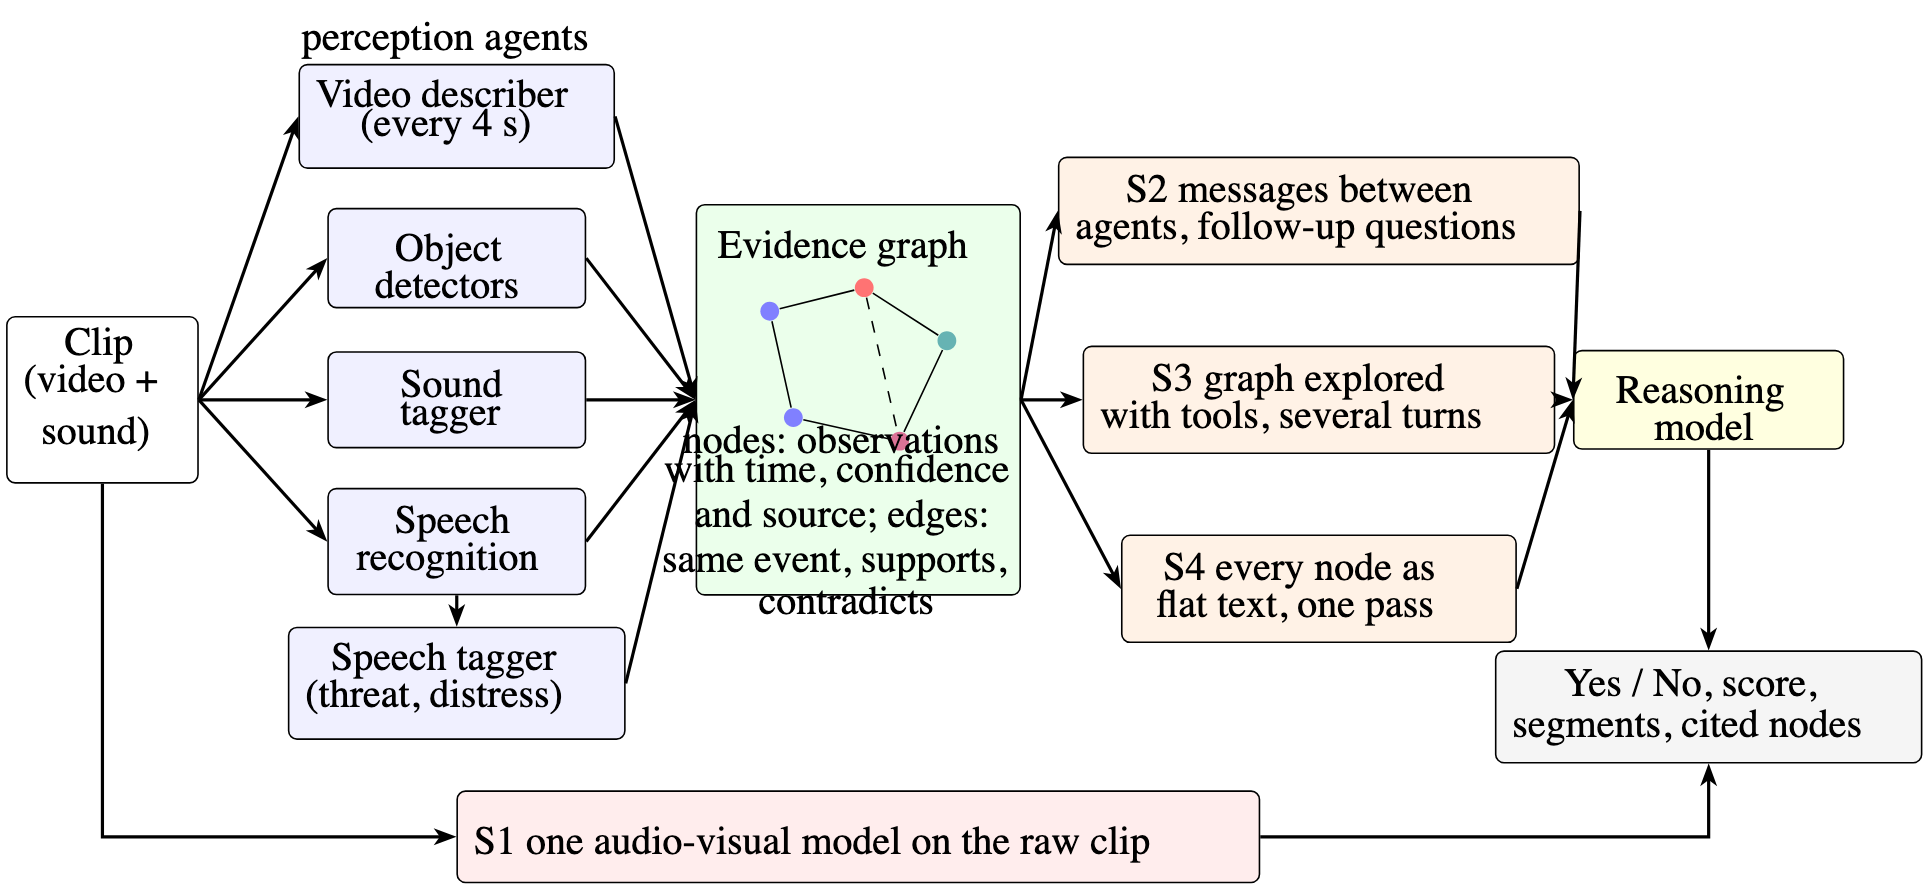 perception agents
Video describer
(every 4 s)
Object
detectors
Sound
tagger
Speech
recognition
Speech tagger
(threat, distress)
Clip
(video +
sound)
Evidence graph
nodes: observations
with time, confidence
and source; edges:
same event, supports,
contradicts
S2 messages between
agents, follow-up questions
S3 graph explored
with tools, several turns
S4 every node as
flat text, one pass
Reasoning
model
Yes / No, score,
segments, cited nodes
S1 one audio-visual model on the raw clip